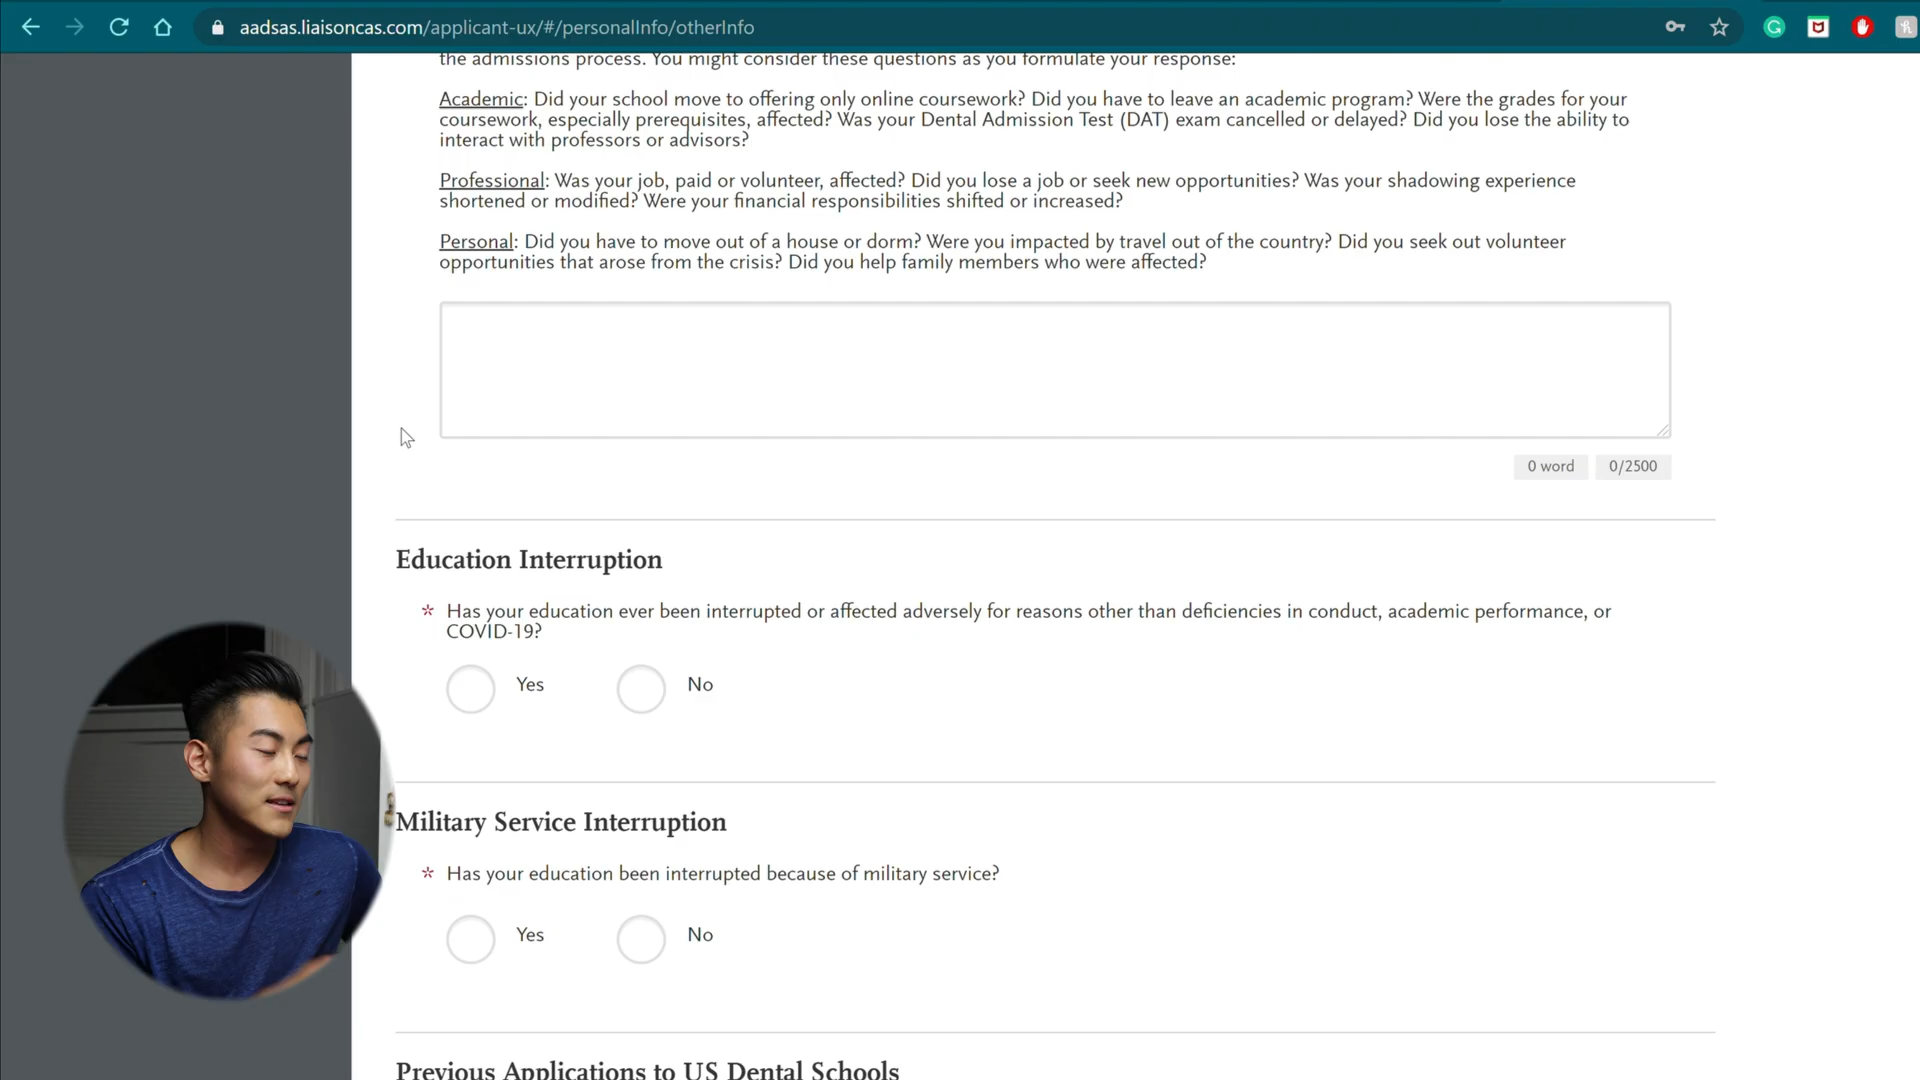 aadsas.liaisoncas.com/applicant-ux/#/personalInfo/otherInfo
the admissions process. You might consider these questions as you formulate your response:
Academic: Did your school move to offering only online coursework? Did you have to leave an academic program? Were the grades for your
coursework, especially prerequisites, affected? Was your Dental Admission Test (DAT) exam cancelled or delayed? Did you lose the ability to
interact with professors or advisors?
Professional: Was your job, paid or volunteer, affected? Did you lose a job or seek new opportunities? Was your shadowing experience
shortened or modified? Were your financial responsibilities shifted or increased?
Personal: Did you have to move out of a house or dorm? Were you impacted by travel out of the country? Did you seek out volunteer
opportunities that arose from the crisis? Did you help family members who were affected?
0 word 0/2500
Education Interruption
* Has your education ever been interrupted or affected adversely for reasons other than deficiencies in conduct, academic performance, or
COVID-19?
Yes No
Military Service Interruption
* Has your education been interrupted because of military service?
Yes No
Previous Applications to US Dental Schools